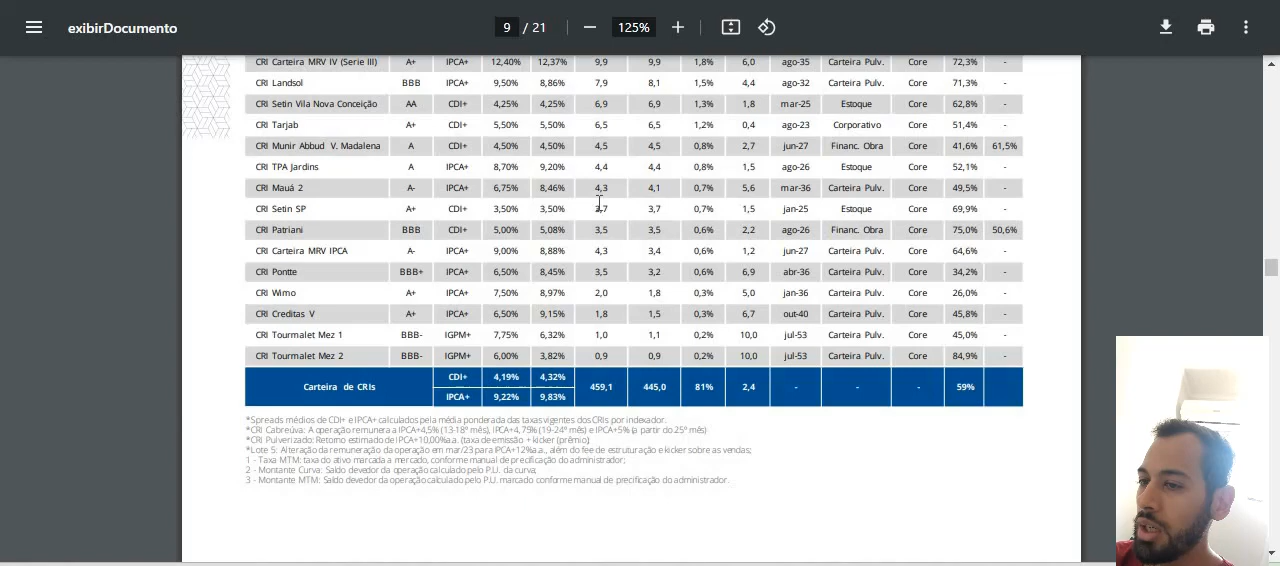 exibirDocumento 9 / 21 125%
CRI Carteira MRV IV (Serie III) A+ IPCA+ 12,40% 12,37% 9,9 9,9 1,8% 6,0 ago-35 Carteira Pulv. Core 72,3% -
CRI Landsol BBB IPCA+ 9,50% 8,86% 7,9 8,1 1,5% 4,4 ago-32 Carteira Pulv. Core 71,3% -
CRI Setin Vila Nova Conceição AA CDI+ 4,25% 4,25% 6,9 6,9 1,3% 1,8 mar-25 Estoque Core 62,8% -
CRI Tarjab A+ CDI+ 5,50% 5,50% 6,5 6,5 1,2% 0,4 ago-23 Corporativo Core 51,4% -
CRI Munir Abbud V. Madalena A CDI+ 4,50% 4,50% 4,5 4,5 0,8% 2,7 jun-27 Financ. Obra Core 41,6% 61,5%
CRI TPA Jardins A IPCA+ 8,70% 9,20% 4,4 4,4 0,8% 1,5 ago-26 Estoque Core 52,1% -
CRI Mauá 2 A- IPCA+ 6,75% 8,46% 4,3 4,1 0,7% 5,6 mar-36 Carteira Pulv. Core 49,5% -
CRI Setin SP A+ CDI+ 3,50% 3,50% 3,7 3,7 0,7% 1,5 jan-25 Estoque Core 69,9% -
CRI Patriani BBB CDI+ 5,00% 5,08% 3,5 3,5 0,6% 2,2 ago-26 Financ. Obra Core 75,0% 50,6%
CRI Carteira MRV IPCA A- IPCA+ 9,00% 8,88% 4,3 3,4 0,6% 1,2 jun-27 Carteira Pulv. Core 64,6% -
CRI Pontte BBB+ IPCA+ 6,50% 8,45% 3,5 3,2 0,6% 6,9 abr-36 Carteira Pulv. Core 34,2% -
CRI Wimo A+ IPCA+ 7,50% 8,97% 2,0 1,8 0,3% 5,0 jan-36 Carteira Pulv. Core 26,0% -
CRI Creditas V A+ IPCA+ 6,50% 9,15% 1,8 1,5 0,3% 6,7 out-40 Carteira Pulv. Core 45,8% -
CRI Tourmalet Mez 1 BBB- IGPM+ 7,75% 6,32% 1,0 1,1 0,2% 10,0 jul-53 Carteira Pulv. Core 45,0% -
CRI Tourmalet Mez 2 BBB- IGPM+ 6,00% 3,82% 0,9 0,9 0,2% 10,0 jul-53 Carteira Pulv. Core 84,9% -
CDI+ 4,19% 4,32%
Carteira de CRIs 459,1 445,0 81% 2,4 - - - 59%
IPCA+ 9,22% 9,83%
*Spreads médios de CDI+ e IPCA+ calculados pela média ponderada das taxas vigentes dos CRIs por indexador.
*CRI Cabreúva: A operação remunera a IPCA+4,5% (13-18º mês), IPCA+4,75% (19-24º mês) e IPCA+5% (a partir do 25º mês)
*CRI Pulverizado: Retorno estimado de IPCA+10,00%a.a. (taxa de emissão + kicker (prêmio)
*Lote 5: Alteração da remuneração da operação em mar/23 para IPCA+12%a.a., além do fee de estruturação e kicker sobre as vendas;
1 - Taxa MTM: taxa do ativo marcada a mercado, conforme manual de precificação do administrador;
2 - Montante Curva: Saldo devedor da operação calculado pelo P.U. da curva;
3 - Montante MTM: Saldo devedor da operação calculado pelo P.U. marcado conforme manual de precificação do administrador.